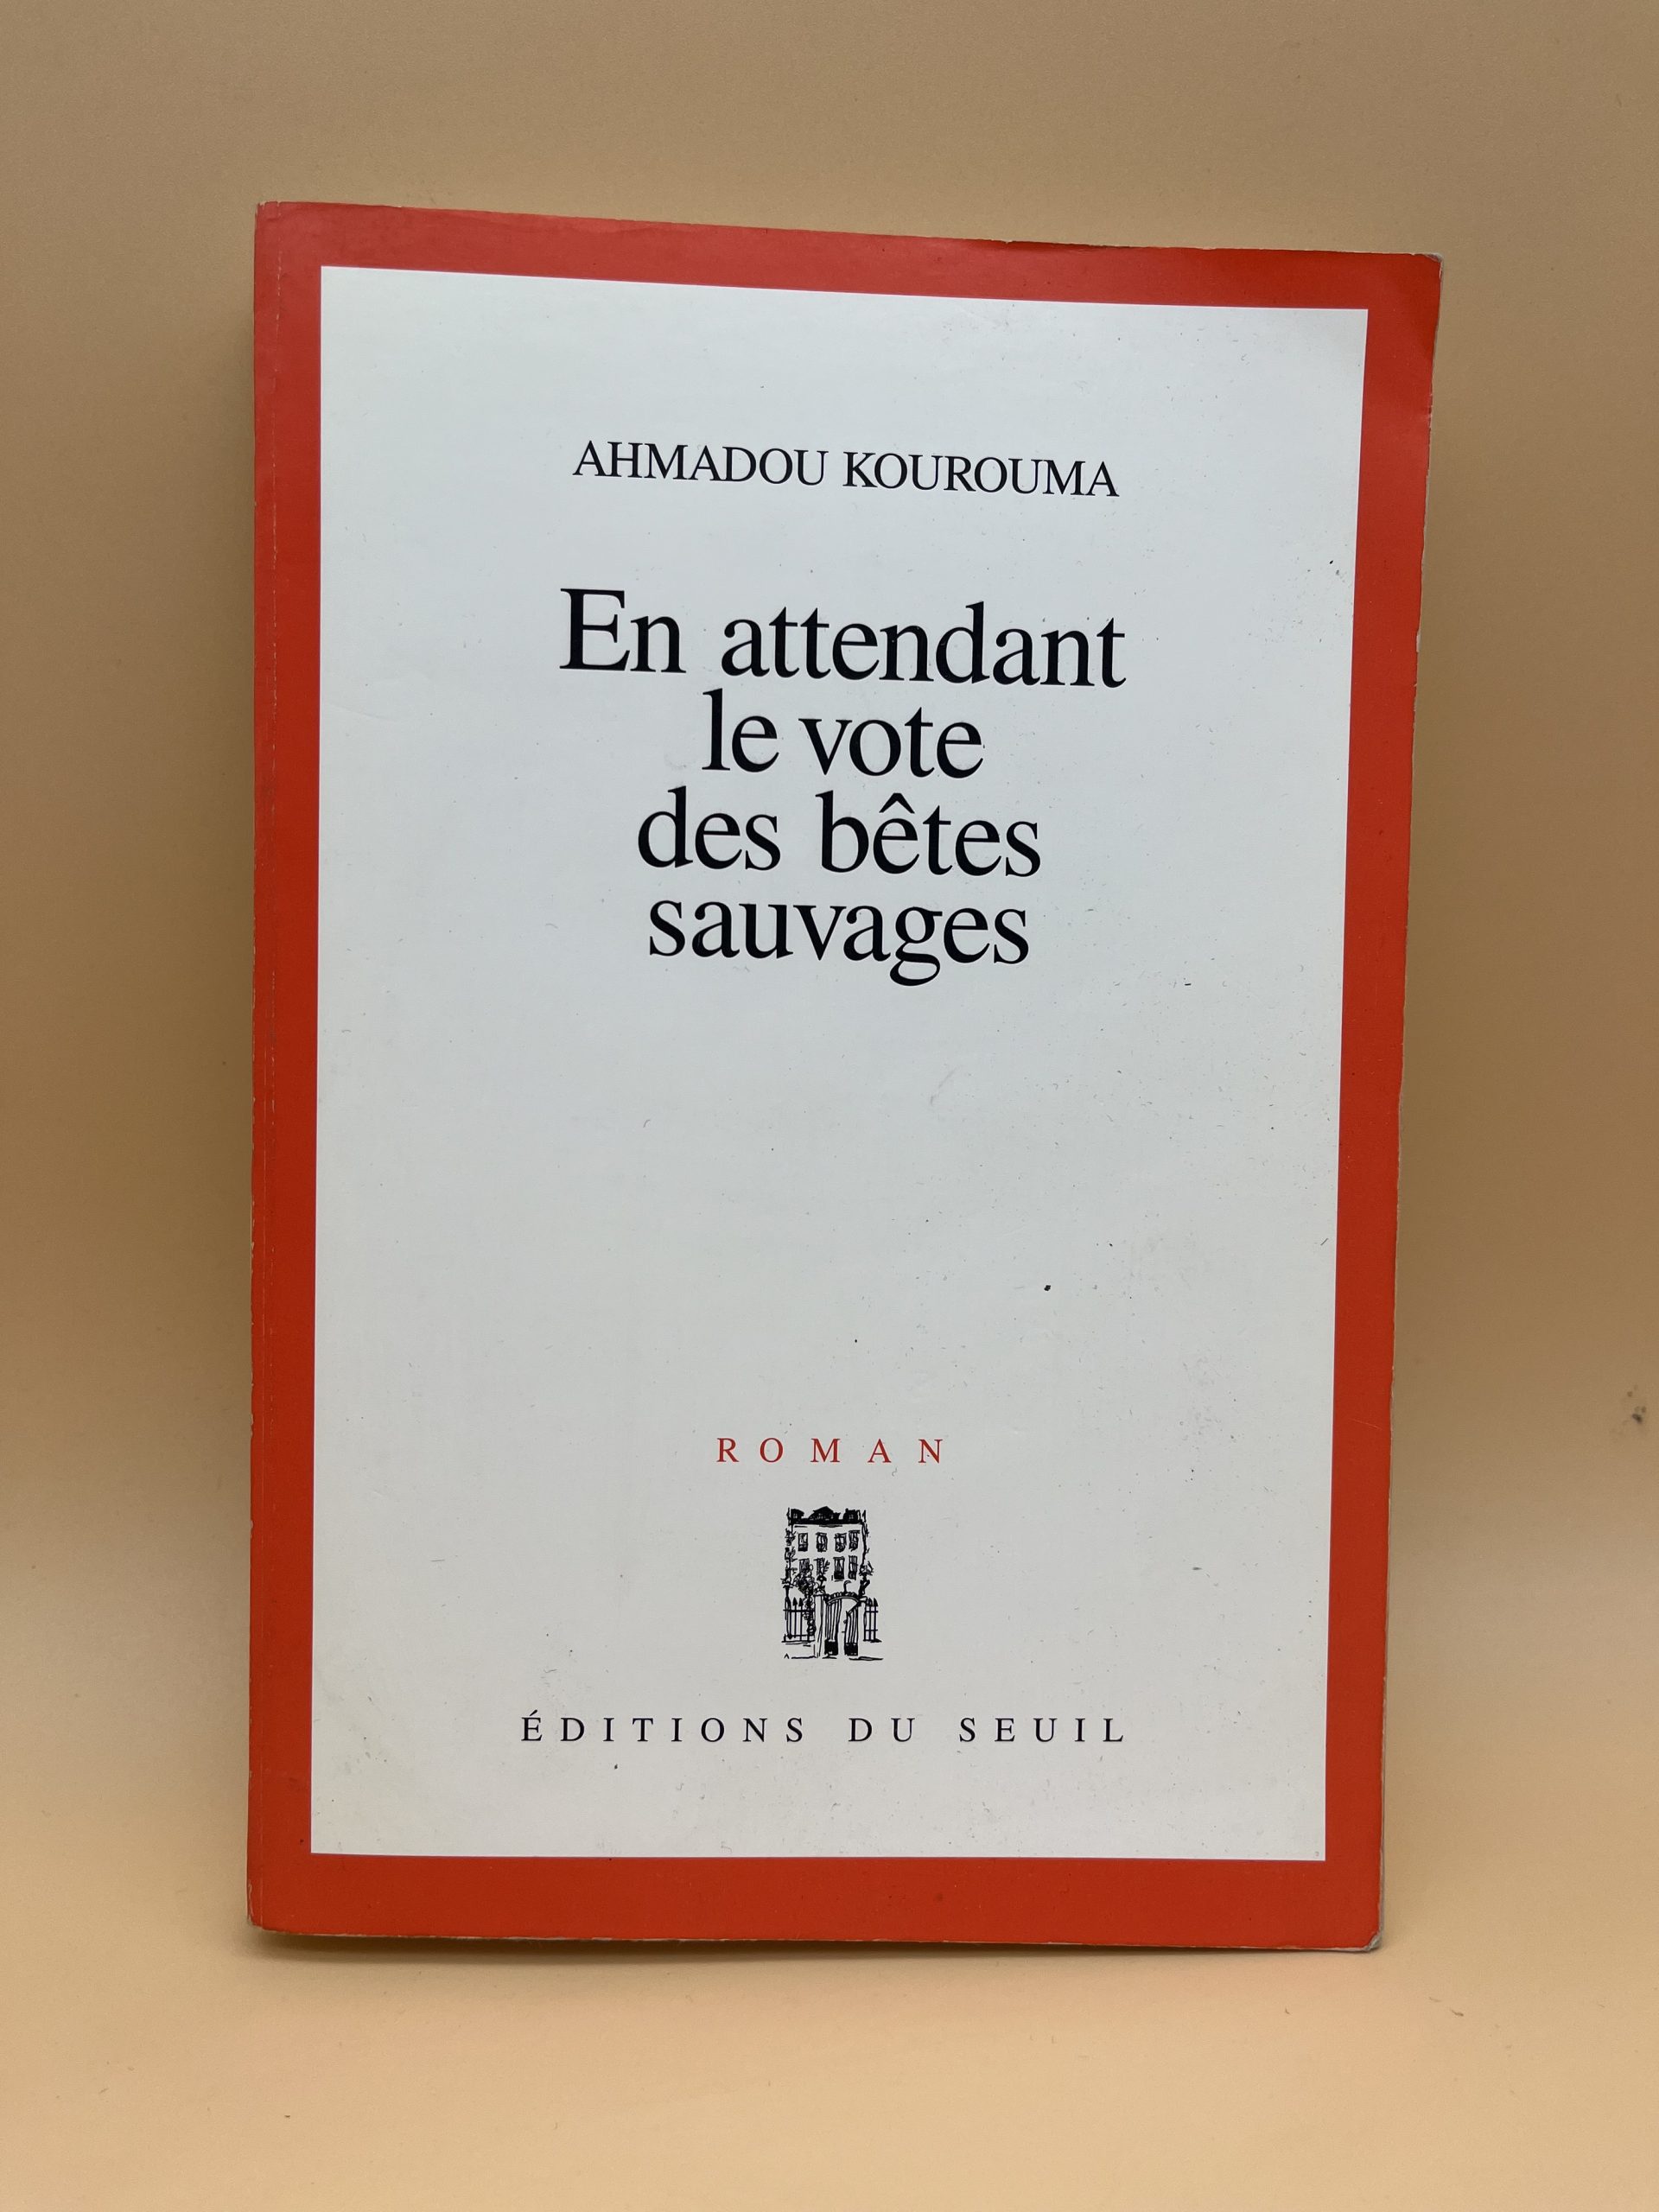 AHMADOU KOUROUMA
En attendant
le vote
des bêtes
sauvages
ROMAN
ÉDITIONS DU SEUIL